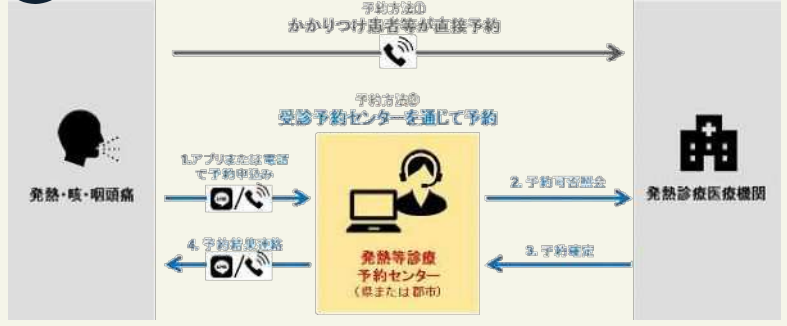 予約方法①
かかりつけ患者等が直接予約
予約方法②
受診予約センターを通じて予約
発熱・咳・咽頭痛
1.アプリまたは電話
で予約申込み
2. 予約可否照会
発熱診療医療機関
4. 予約結果連絡
3. 予約確定
発熱等診療
予約センター
（県または郡市）